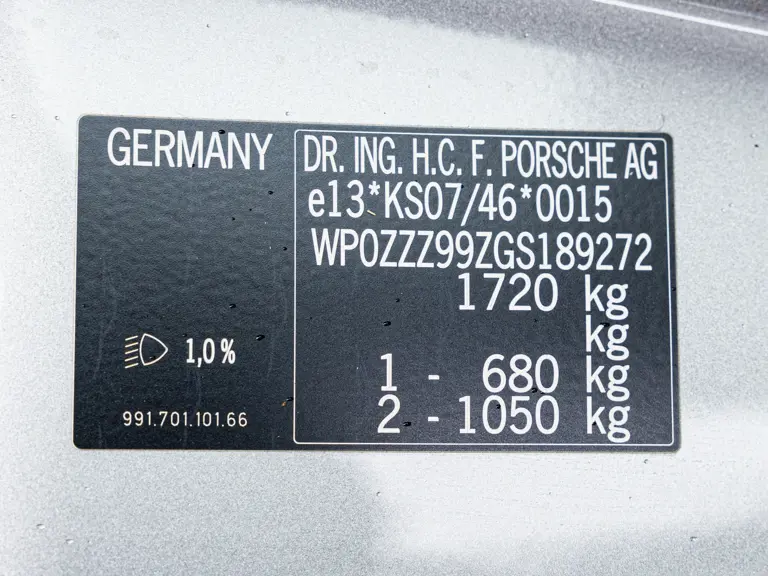 GERMANY
1,0 %
991.701.101.66
DR. ING. H.C. F. PORSCHE AG
e13*KS07/46*0015
WP0ZZZ99ZGS189272
1720 kg
kg
1 - 680 kg
2 - 1050 kg